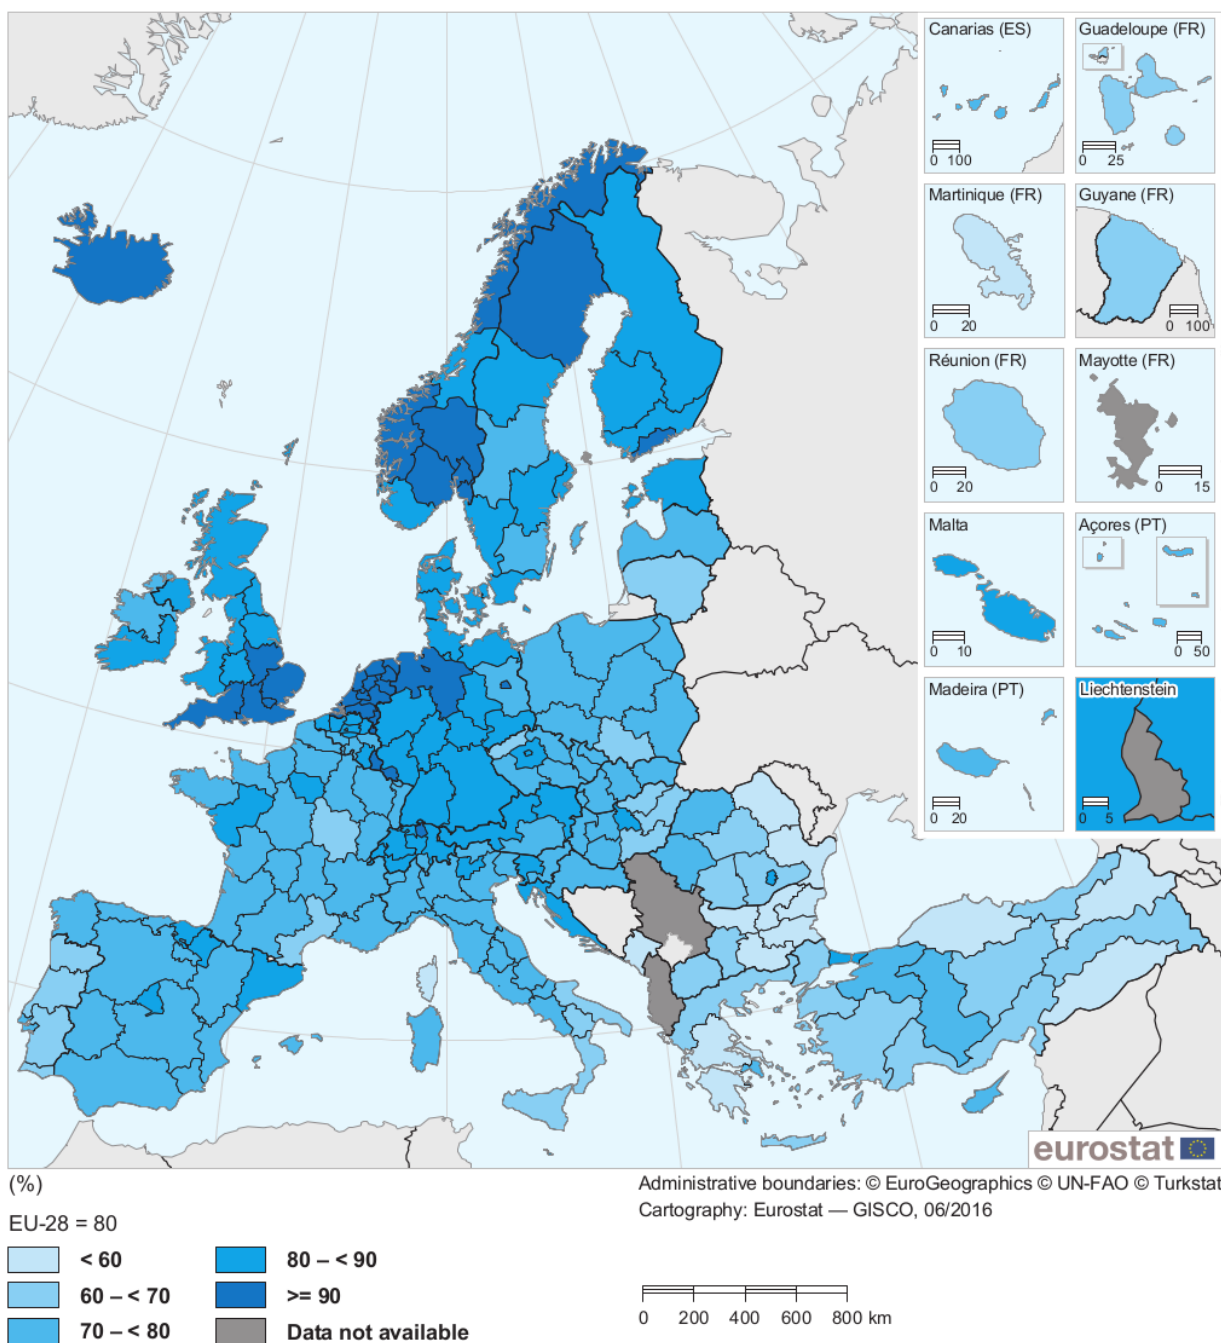 Canarias (ES)
0 100
Guadeloupe (FR)
0 25
Martinique (FR)
0 20
Guyane (FR)
0 100
Réunion (FR)
0 20
Mayotte (FR)
0 15
Malta
0 10
Açores (PT)
0 50
Madeira (PT)
0 20
Liechtenstein
0 5
eurostat
(%)
Administrative boundaries: © EuroGeographics © UN-FAO © Turkstat
Cartography: Eurostat — GISCO, 06/2016
EU-28 = 80
< 60
60 – < 70
70 – < 80
80 – < 90
>= 90
Data not available
0 200 400 600 800 km